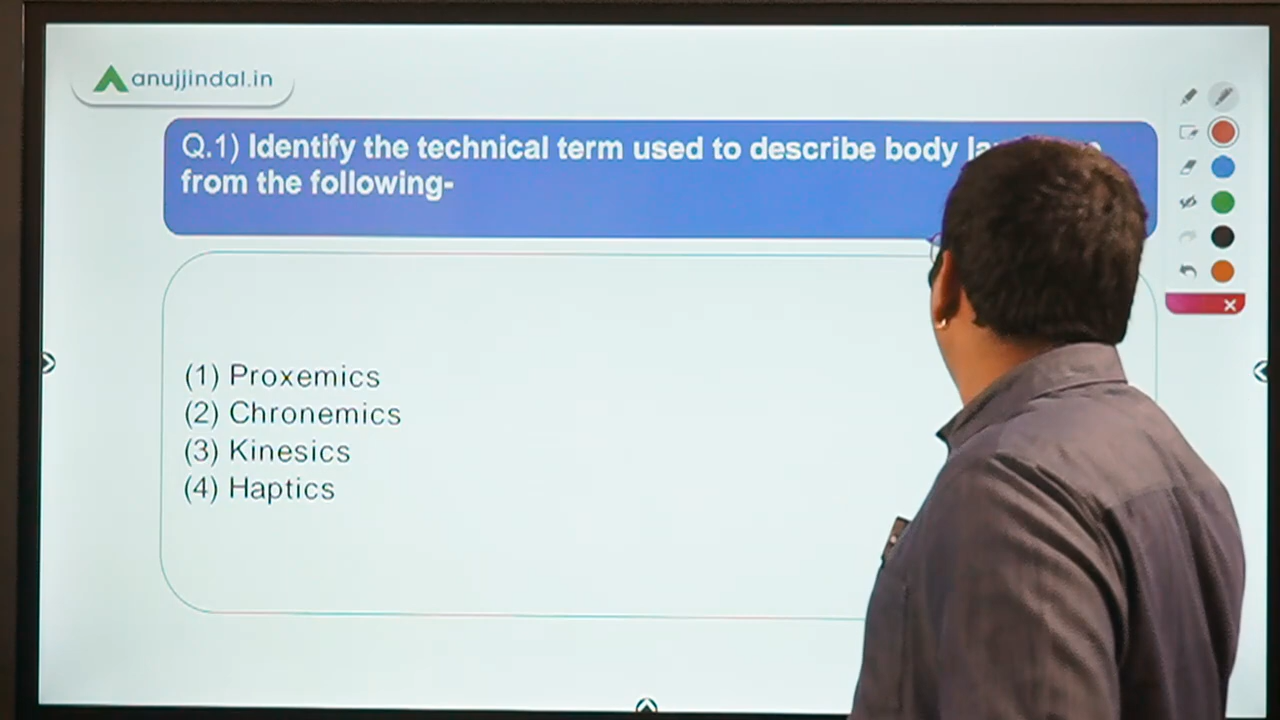 anujjindal.in
Q.1) Identify the technical term used to describe body
from the following-
(1) Proxemics
(2) Chronemics
(3) Kinesics
(4) Haptics